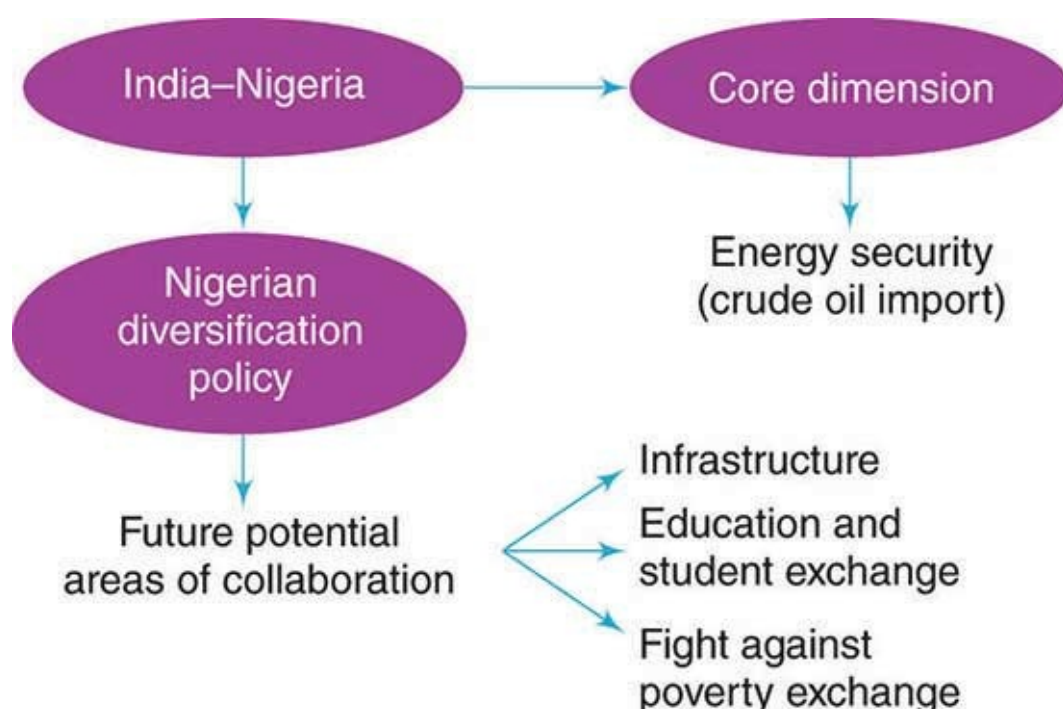 India–Nigeria
Core dimension
Energy security
(crude oil import)
Nigerian
diversification
policy
Future potential
areas of collaboration
Infrastructure
Education and
student exchange
Fight against
poverty exchange